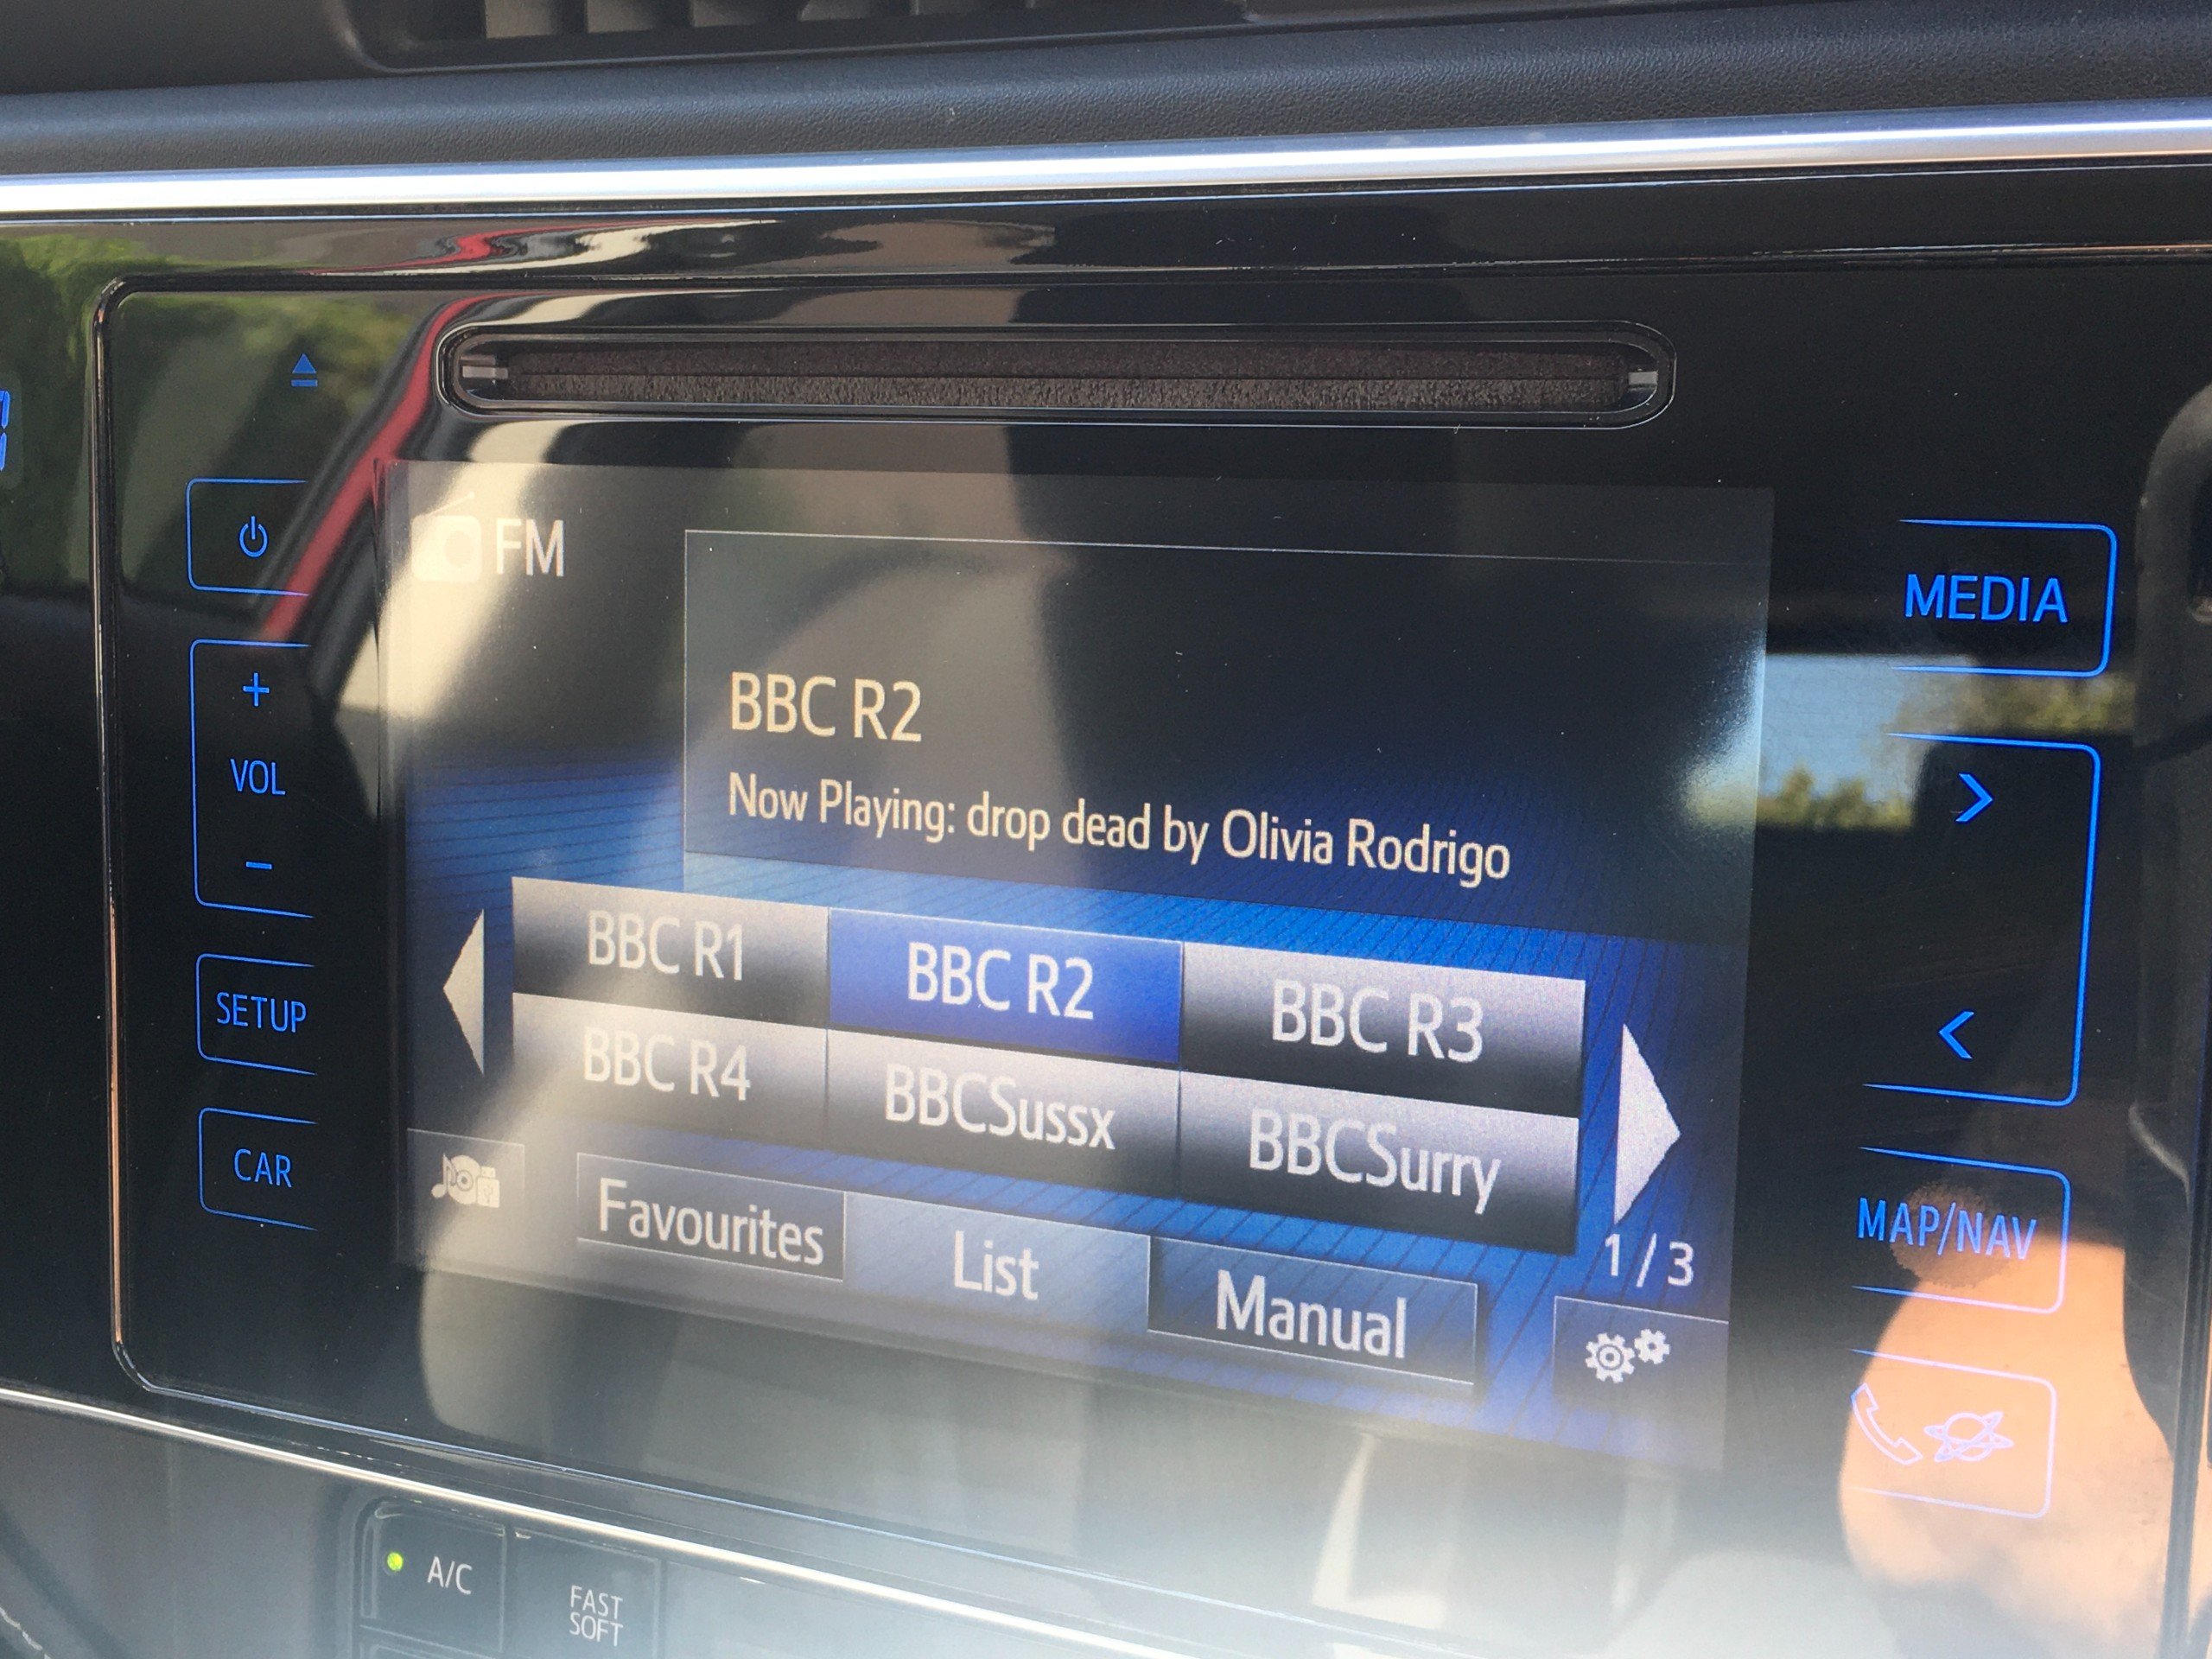 FM
BBC R2
Now Playing: drop dead by Olivia Rodrigo
BBC R1 BBC R2 BBC R3
BBC R4 BBCSussx BBCSurry
1/3
Favourites List Manual
+
VOL
−
SETUP
CAR
MEDIA
>
<
MAP/NAV
A/C
FAST
SOFT